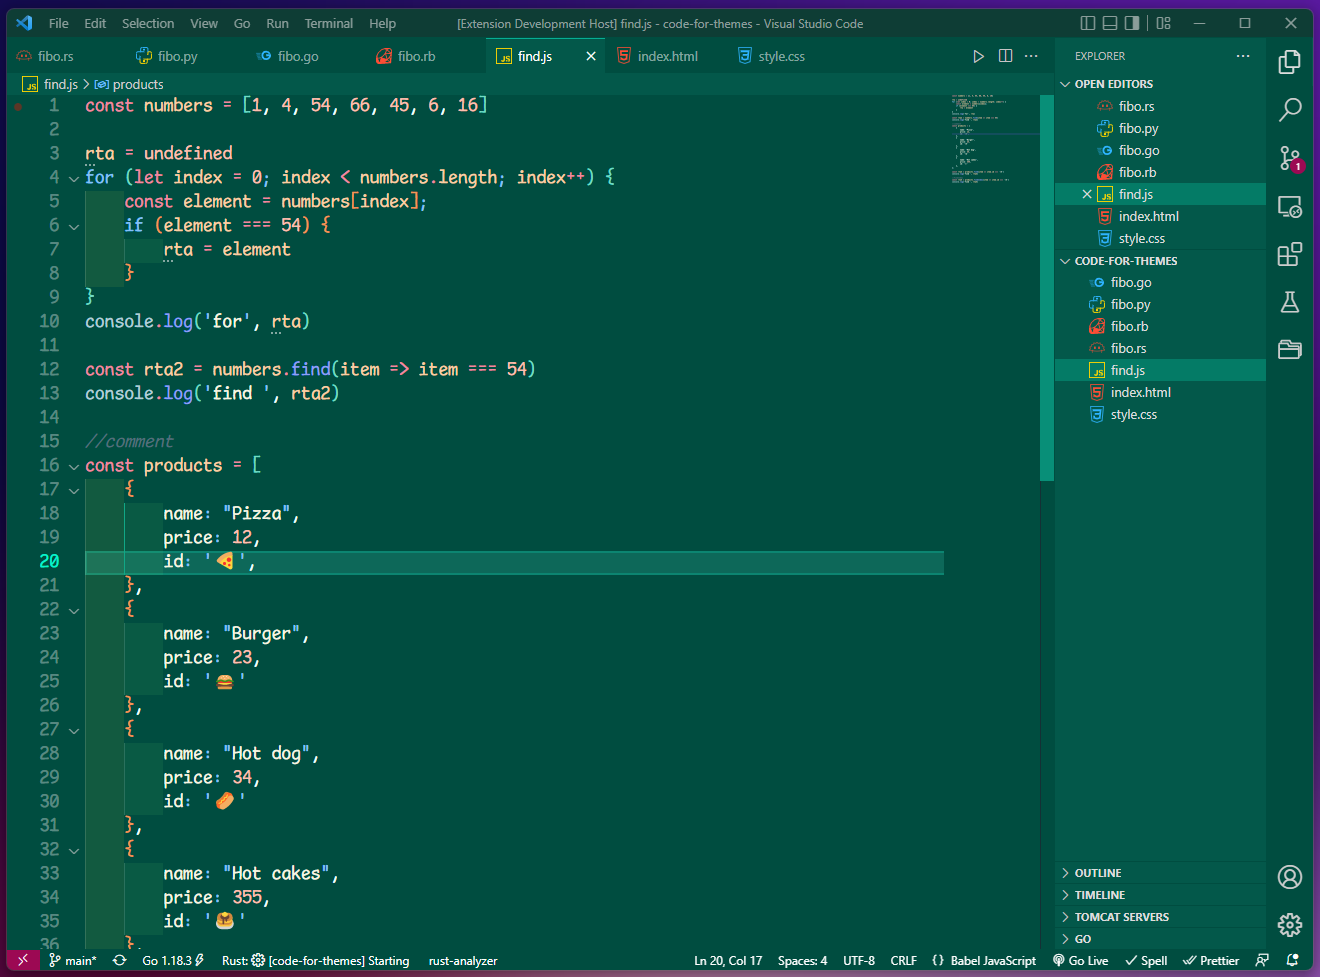 File Edit Selection View Go Run Terminal Help [Extension Development Host] find.js - code-for-themes - Visual Studio Code
fibo.rs fibo.py fibo.go fibo.rb find.js index.html style.css
find.js > products
1 const numbers = [1, 4, 54, 66, 45, 6, 16]
2
3 rta = undefined
4 for (let index = 0; index < numbers.length; index++) {
5 const element = numbers[index];
6 if (element === 54) {
7 rta = element
8 }
9 }
10 console.log('for', rta)
11
12 const rta2 = numbers.find(item => item === 54)
13 console.log('find ', rta2)
14
15 //comment
16 const products = [
17 {
18 name: "Pizza",
19 price: 12,
20 id: '🍕',
21 },
22 {
23 name: "Burger",
24 price: 23,
25 id: '🍔'
26 },
27 {
28 name: "Hot dog",
29 price: 34,
30 id: '🌭'
31 },
32 {
33 name: "Hot cakes",
34 price: 355,
35 id: '🥞'
36 },
EXPLORER
OPEN EDITORS
fibo.rs
fibo.py
fibo.go
fibo.rb
find.js
index.html
style.css
CODE-FOR-THEMES
fibo.go
fibo.py
fibo.rb
fibo.rs
find.js
index.html
style.css
OUTLINE
TIMELINE
TOMCAT SERVERS
GO
1
main* Go 1.18.3 Rust: [code-for-themes] Starting rust-analyzer Ln 20, Col 17 Spaces: 4 UTF-8 CRLF {} Babel JavaScript Go Live Spell Prettier